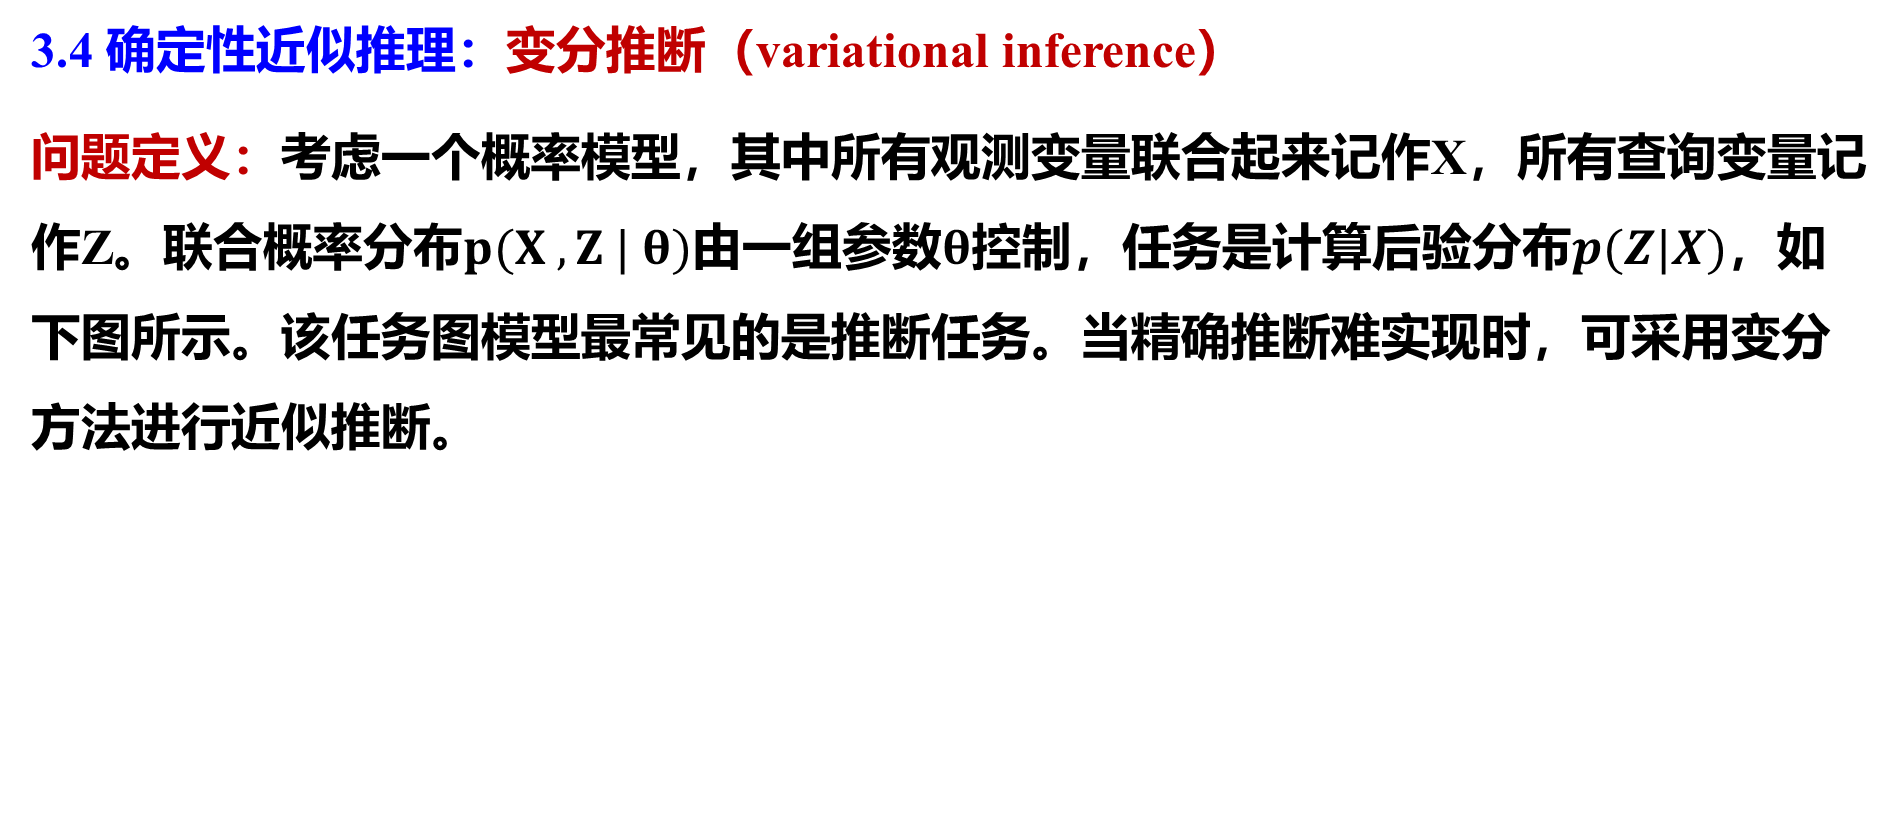 3.4 确定性近似推理：变分推断（variational inference）
问题定义：考虑一个概率模型，其中所有观测变量联合起来记作X，所有查询变量记
作Z。联合概率分布p(X , Z | θ)由一组参数θ控制，任务是计算后验分布p(Z|X)，如
下图所示。该任务图模型最常见的是推断任务。当精确推断难实现时，可采用变分
方法进行近似推断。